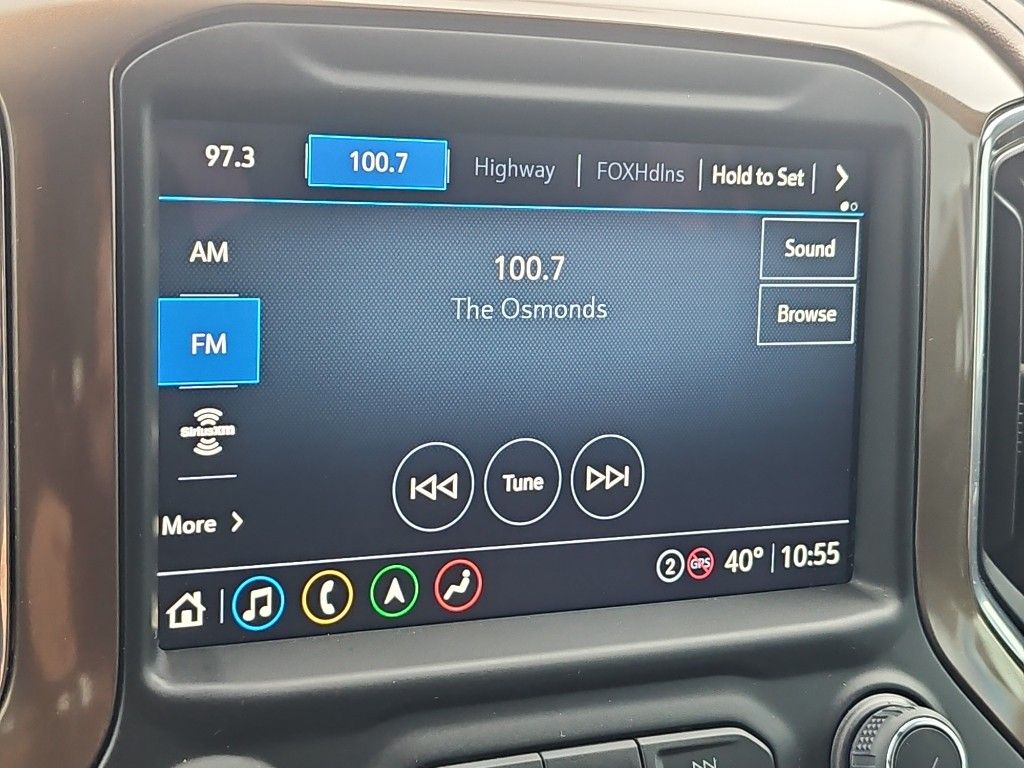 97.3 100.7 Highway FOXHdlns Hold to Set
AM
FM
SiriusXM
More
100.7
The Osmonds
Sound
Browse
Tune
2 GPS 40° 10:55